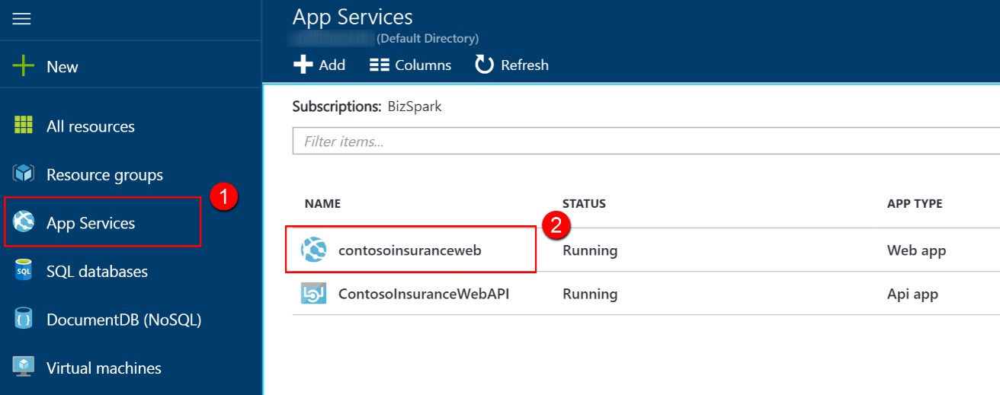 New
All resources
Resource groups
1
App Services
SQL databases
DocumentDB (NoSQL)
Virtual machines
App Services
(Default Directory)
Add Columns Refresh
Subscriptions: BizSpark
Filter items...
NAME STATUS APP TYPE
2
contosoinsuranceweb Running Web app
ContosoInsuranceWebAPI Running Api app
SQL